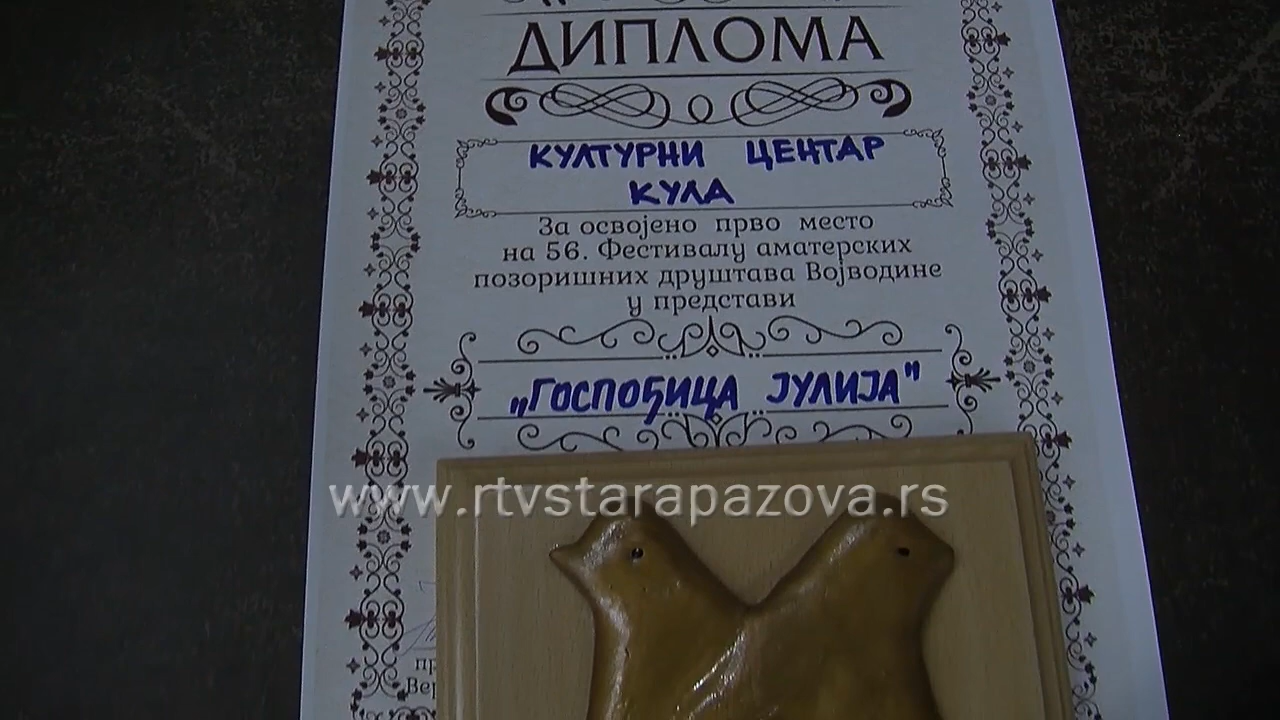 ДИПЛОМА
КУЛТУРНИ ЦЕНТАР
КУЛА
За освојено прво место
на 56. Фестивалу аматерских
позоришних друштава Војводине
у представи
„ГОСПОЂИЦА ЈУЛИЈА"
www.rtvstarapazova.rs